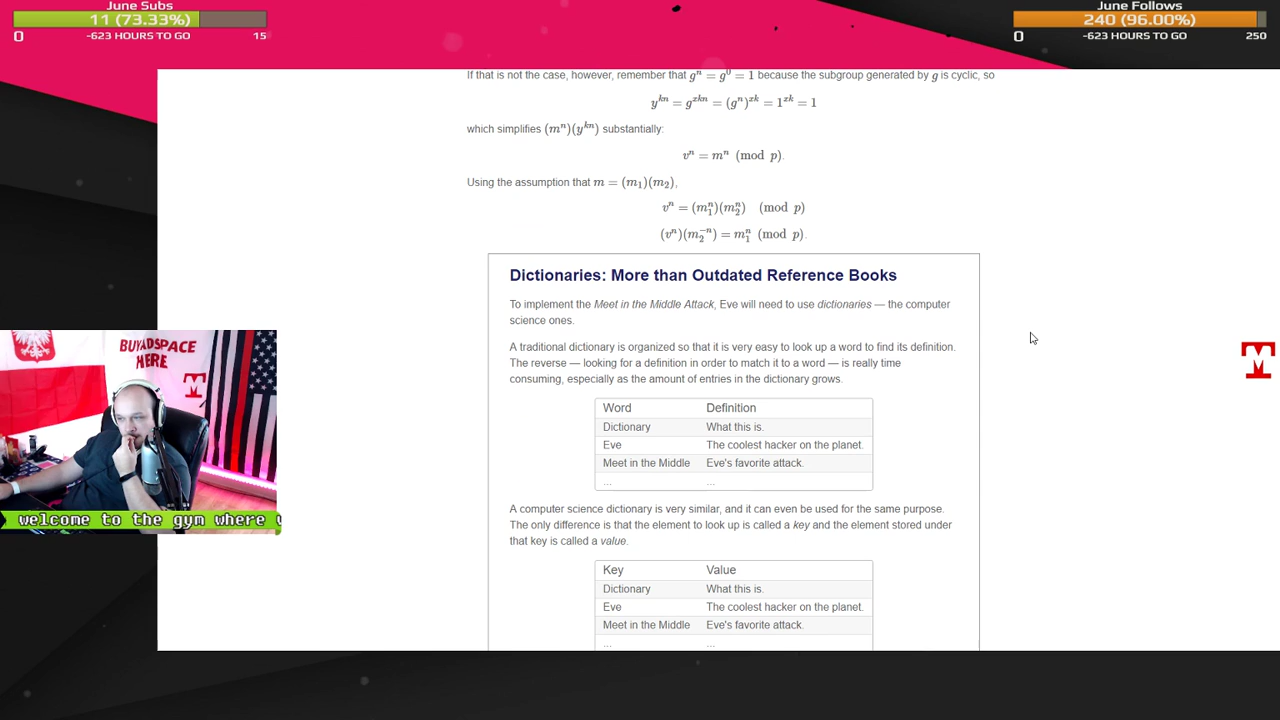 June Subs
11 (73.33%)
0
-623 HOURS TO GO
15
June Follows
240 (96.00%)
0
-623 HOURS TO GO
250
If that is not the case, however, remember that gⁿ = g⁰ = 1 because the subgroup generated by g is cyclic, so
yᵏⁿ = gˣᵏⁿ = (gⁿ)ˣᵏ = 1ˣᵏ = 1
which simplifies (mⁿ)(yᵏⁿ) substantially:
vⁿ = mⁿ (mod p).
Using the assumption that m = (m₁)(m₂),
vⁿ = (m₁ⁿ)(m₂ⁿ) (mod p)
(vⁿ)(m₂⁻ⁿ) = m₁ⁿ (mod p).
Dictionaries: More than Outdated Reference Books
To implement the Meet in the Middle Attack, Eve will need to use dictionaries — the computer
science ones.
A traditional dictionary is organized so that it is very easy to look up a word to find its definition.
The reverse — looking for a definition in order to match it to a word — is really time
consuming, especially as the amount of entries in the dictionary grows.
Word Definition
Dictionary What this is.
Eve The coolest hacker on the planet.
Meet in the Middle Eve's favorite attack.
... ...
A computer science dictionary is very similar, and it can even be used for the same purpose.
The only difference is that the element to look up is called a key and the element stored under
that key is called a value.
Key Value
Dictionary What this is.
Eve The coolest hacker on the planet.
Meet in the Middle Eve's favorite attack.
... ...
BUY ADSPACE
HERE
welcome to the gym where